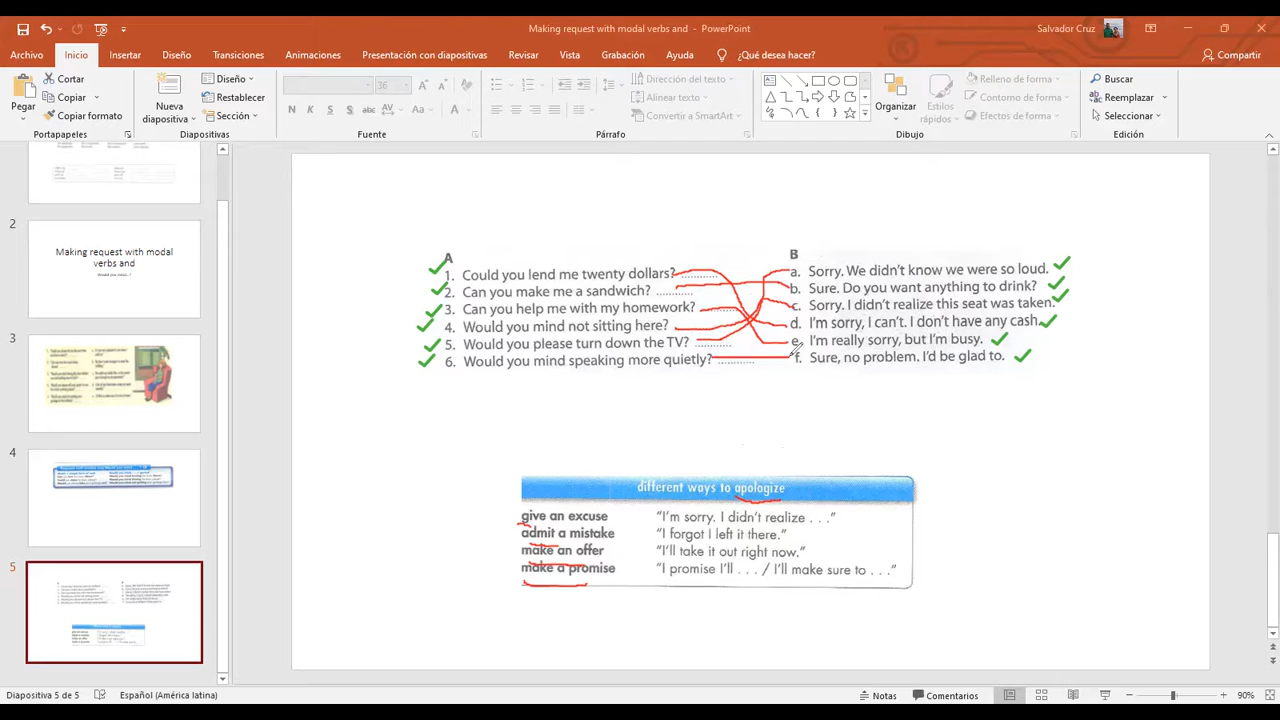 Making request with modal verbs and - PowerPoint
Salvador Cruz
Archivo Inicio Insertar Diseño Transiciones Animaciones Presentación con diapositivas Revisar Vista Grabación Ayuda ¿Qué desea hacer? Compartir
Pegar
Cortar
Copiar
Copiar formato
Portapapeles
Nueva diapositiva
Diseño
Restablecer
Sección
Diapositivas
36
N
Aa
A
Fuente
Párrafo
Dirección del texto
Alinear texto
Convertir a SmartArt
Organizar
Estilos rápidos
Relleno de forma
Contorno de forma
Efectos de forma
Dibujo
Buscar
Reemplazar
Seleccionar
Edición
2
Making request with modal
verbs and
Would you mind...?
3
4
5
A
1. Could you lend me twenty dollars? ..........
2. Can you make me a sandwich? ..........
3. Can you help me with my homework? ..........
4. Would you mind not sitting here?
5. Would you please turn down the TV? ..........
6. Would you mind speaking more quietly? ..........
B
a. Sorry. We didn't know we were so loud.
b. Sure. Do you want anything to drink?
c. Sorry. I didn't realize this seat was taken.
d. I'm sorry, I can't. I don't have any cash.
e. I'm really sorry, but I'm busy.
f. Sure, no problem. I'd be glad to.
different ways to apologize
give an excuse "I'm sorry. I didn't realize . . ."
admit a mistake "I forgot I left it there."
make an offer "I'll take it out right now."
make a promise "I promise I'll . . . / I'll make sure to . . ."
Diapositiva 5 de 5 Español (América latina) Notas Comentarios 90%